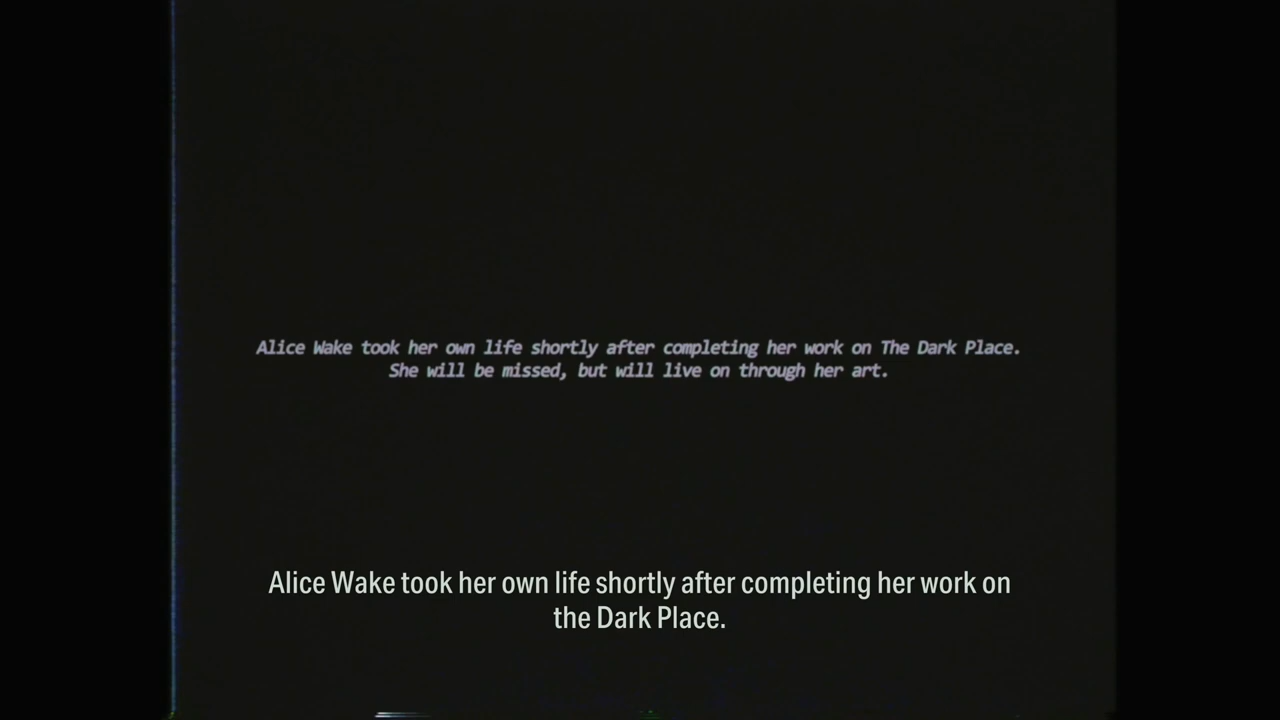 Alice Wake took her own life shortly after completing her work on The Dark Place.
She will be missed, but will live on through her art.
Alice Wake took her own life shortly after completing her work on
the Dark Place.